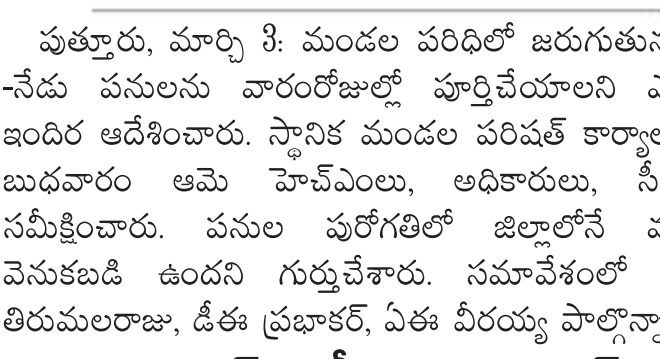 పుత్తూరు, మార్చి 3: మండల పరిధిలో
-నేడు పనులను వారంరోజుల్లో పూర్తిచేయాలని
ఇందిర ఆదేశించారు. స్థానిక మండల పరిషత్
బుధవారం ఆమె హెచ్ఎంలు, అధికారులు,
సమీక్షించారు. పనుల పురోగతిలో జిల్లాలోనే
వెనుకబడి ఉందని గుర్తుచేశారు. సమావేశంలో
తిరుమలరాజు, డీఈ ప్రభాకర్, ఏఈ వీరయ్య